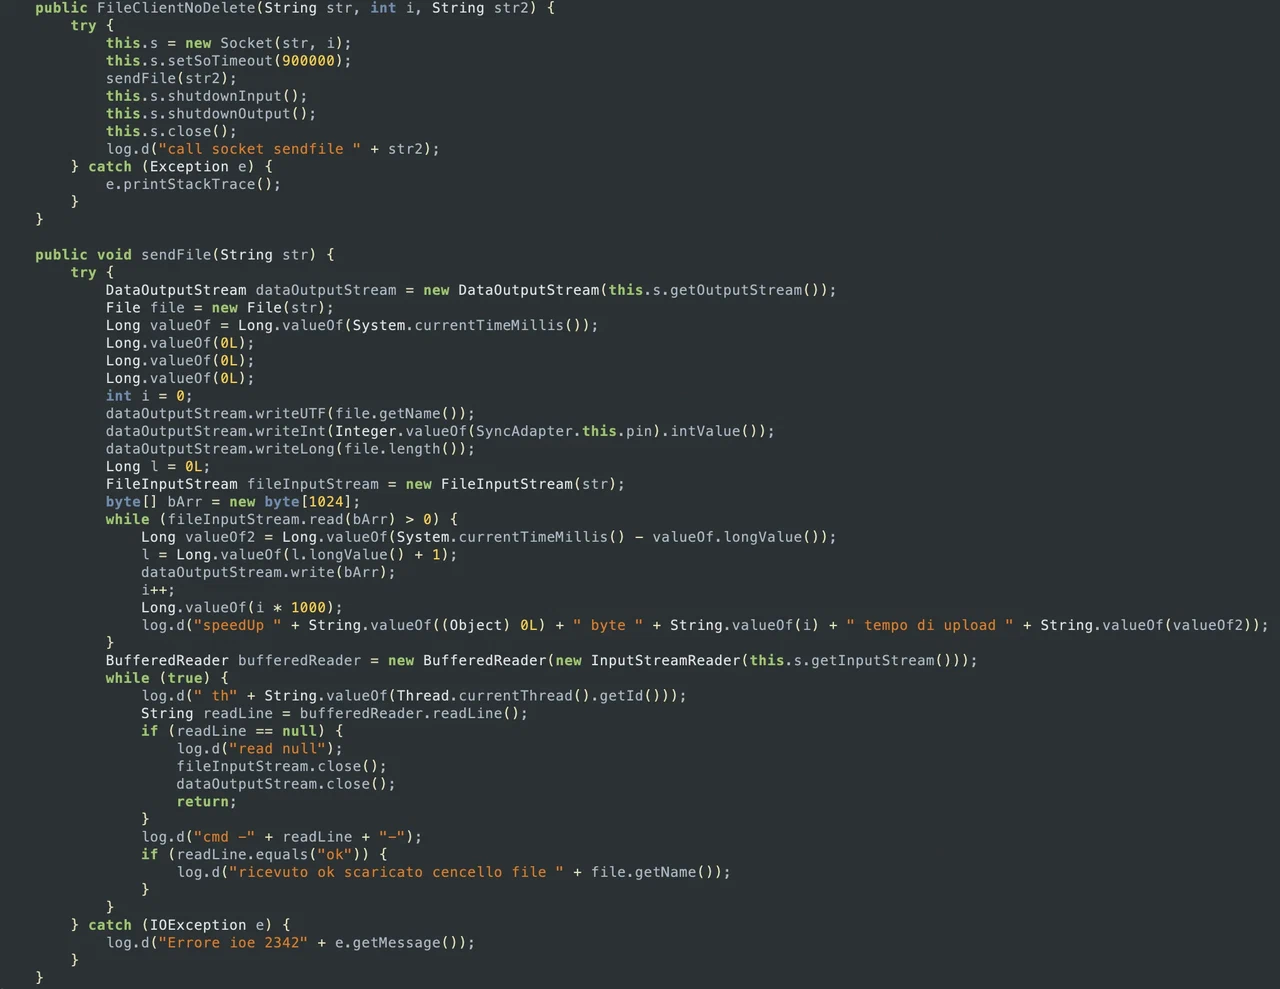 public FileClientNoDelete(String str, int i, String str2) {
try {
this.s = new Socket(str, i);
this.s.setSoTimeout(900000);
sendFile(str2);
this.s.shutdownInput();
this.s.shutdownOutput();
this.s.close();
log.d("call socket sendfile " + str2);
} catch (Exception e) {
e.printStackTrace();
}
}
public void sendFile(String str) {
try {
DataOutputStream dataOutputStream = new DataOutputStream(this.s.getOutputStream());
File file = new File(str);
Long valueOf = Long.valueOf(System.currentTimeMillis());
Long.valueOf(0L);
Long.valueOf(0L);
Long.valueOf(0L);
int i = 0;
dataOutputStream.writeUTF(file.getName());
dataOutputStream.writeInt(Integer.valueOf(SyncAdapter.this.pin).intValue());
dataOutputStream.writeLong(file.length());
Long l = 0L;
FileInputStream fileInputStream = new FileInputStream(str);
byte[] bArr = new byte[1024];
while (fileInputStream.read(bArr) > 0) {
Long valueOf2 = Long.valueOf(System.currentTimeMillis() - valueOf.longValue());
l = Long.valueOf(l.longValue() + 1);
dataOutputStream.write(bArr);
i++;
Long.valueOf(i * 1000);
log.d("speedUp " + String.valueOf((Object) 0L) + " byte " + String.valueOf(i) + " tempo di upload " + String.valueOf(valueOf2));
}
BufferedReader bufferedReader = new BufferedReader(new InputStreamReader(this.s.getInputStream()));
while (true) {
log.d(" th" + String.valueOf(Thread.currentThread().getId()));
String readLine = bufferedReader.readLine();
if (readLine == null) {
log.d("read null");
fileInputStream.close();
dataOutputStream.close();
return;
}
log.d("cmd -" + readLine + "-");
if (readLine.equals("ok")) {
log.d("ricevuto ok scaricato cencello file " + file.getName());
}
}
} catch (IOException e) {
log.d("Errore ioe 2342" + e.getMessage());
}
}